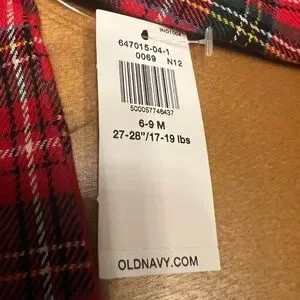 647015-04-1
0069 N12
500057746437
6-9 M
27-28"/17-19 lbs
OLDNAVY.COM